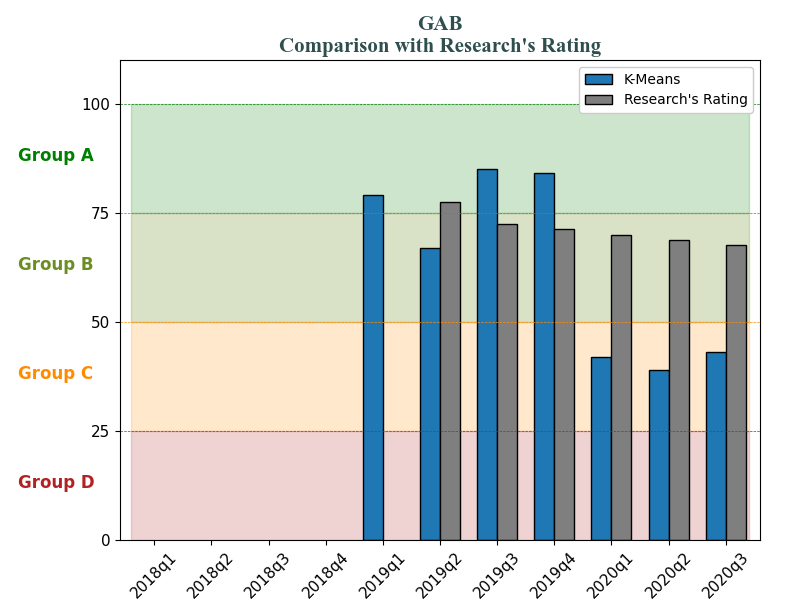 GAB
Comparison with Research's Rating
K-Means
Research's Rating
100
Group A
75
Group B
50
Group C
25
Group D
0
2018q1
2018q2
2018q3
2018q4
2019q1
2019q2
2019q3
2019q4
2020q1
2020q2
2020q3